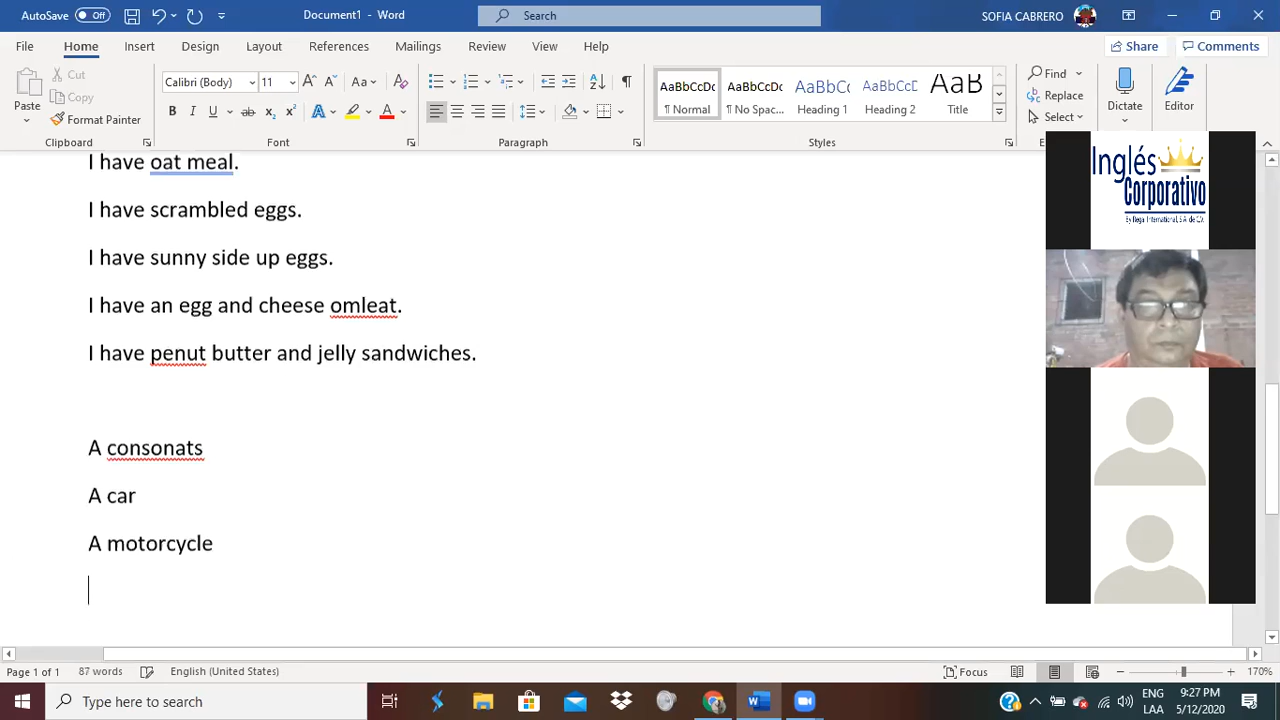 AutoSave Off Document1 - Word Search SOFIA CABRERO
File Home Insert Design Layout References Mailings Review View Help Share Comments
Paste Cut Copy Format Painter
Calibri (Body) 11
AaBbCcDc AaBbCcDc AaBbCc AaBbCcE AaB
¶ Normal ¶ No Spac... Heading 1 Heading 2 Title
Find Replace Select
Dictate Editor
Clipboard Font Paragraph Styles
I have oat meal.
I have scrambled eggs.
I have sunny side up eggs.
I have an egg and cheese omleat.
I have penut butter and jelly sandwiches.
A consonats
A car
A motorcycle
Inglés
Corporativo
By Regal International, S.A. de C.V.
Page 1 of 1 87 words English (United States) Focus 170%
Type here to search
ENG 9:27 PM
LAA 5/12/2020